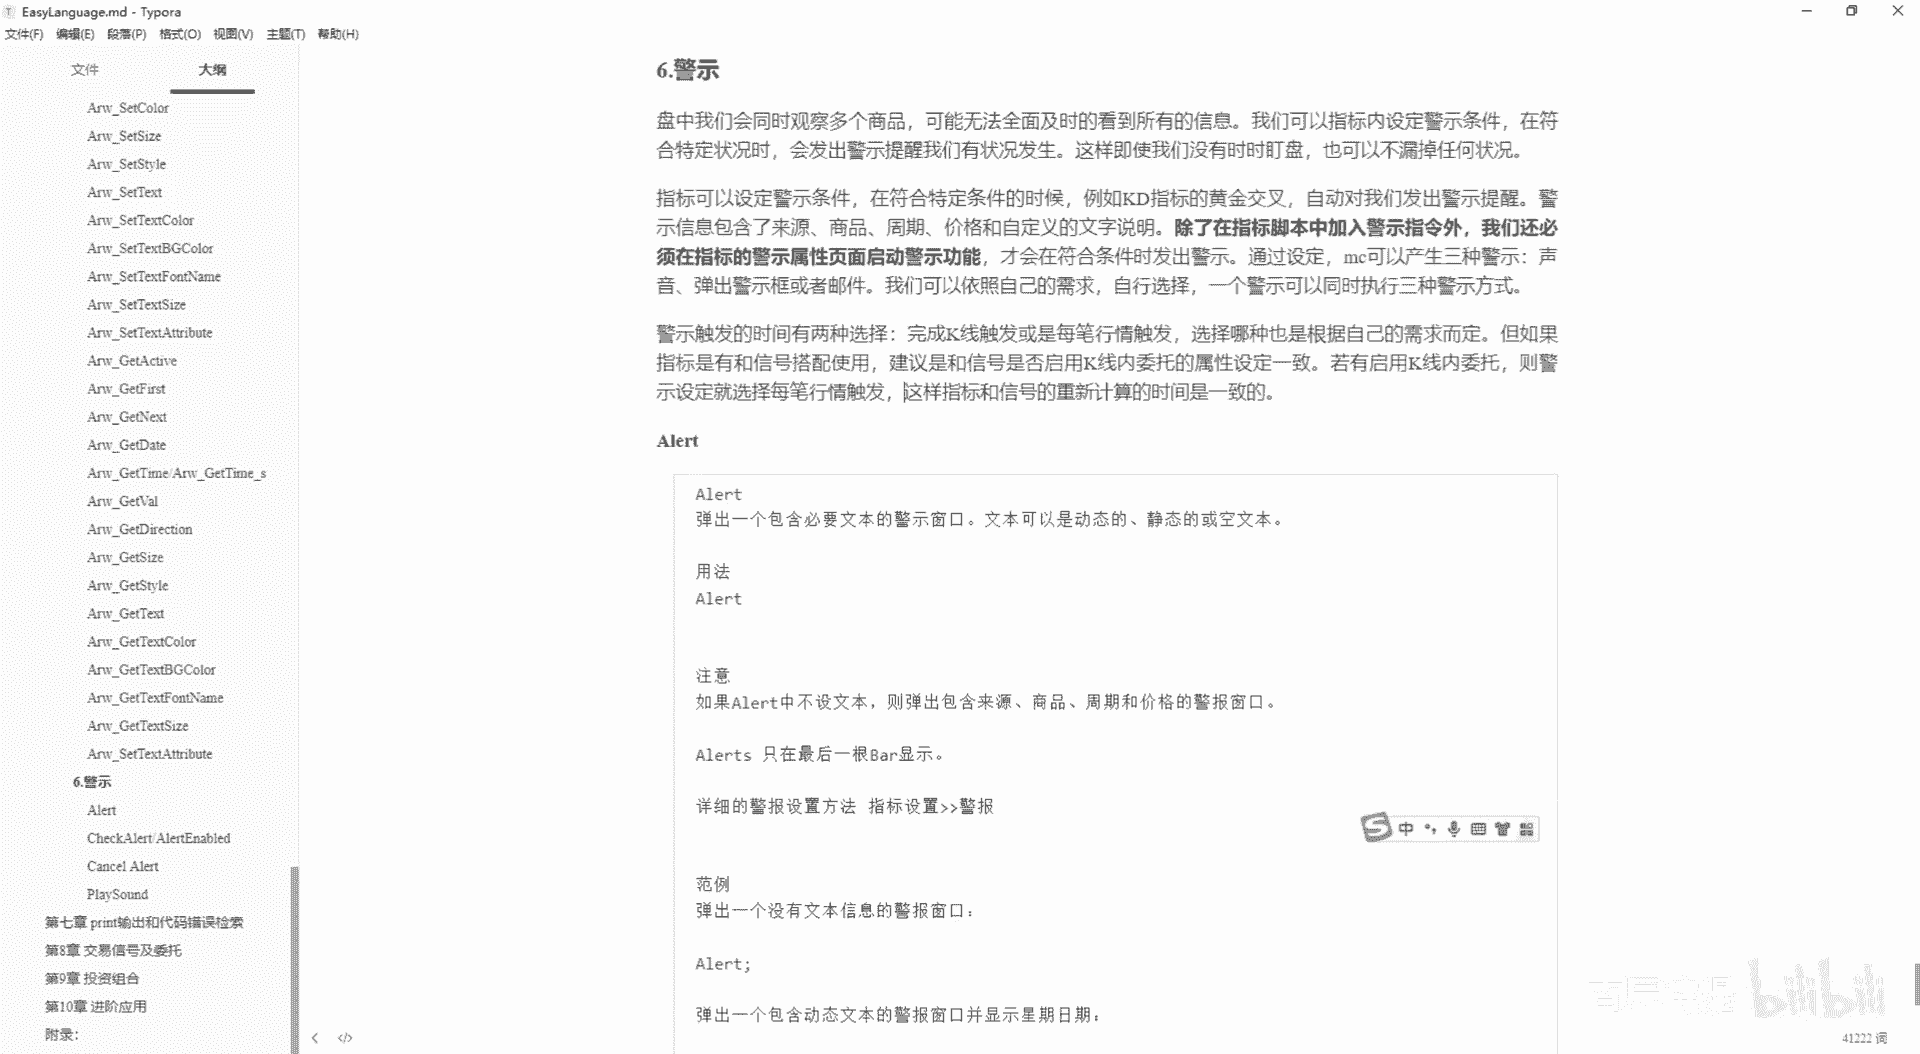 EasyLanguage.md - Typora
文件(F) 编辑(E) 段落(P) 格式(O) 视图(V) 主题(T) 帮助(H)
文件 大纲
Arw_SetColor
Arw_SetSize
Arw_SetStyle
Arw_SetText
Arw_SetTextColor
Arw_SetTextBGColor
Arw_SetTextFontName
Arw_SetTextSize
Arw_SetTextAttribute
Arw_GetActive
Arw_GetFirst
Arw_GetNext
Arw_GetDate
Arw_GetTime/Arw_GetTime_s
Arw_GetVal
Arw_GetDirection
Arw_GetSize
Arw_GetStyle
Arw_GetText
Arw_GetTextColor
Arw_GetTextBGColor
Arw_GetTextFontName
Arw_GetTextSize
Arw_SetTextAttribute
6.警示
Alert
CheckAlert/AlertEnabled
Cancel Alert
PlaySound
第七章 print输出和代码错误检索
第8章 交易信号及委托
第9章 投资组合
第10章 进阶应用
附录：
6.警示
盘中我们会同时观察多个商品，可能无法全面及时的看到所有的信息。我们可以指标内设定警示条件，在符
合特定状况时，会发出警示提醒我们有状况发生。这样即使我们没有时时盯盘，也可以不漏掉任何状况。
指标可以设定警示条件，在符合特定条件的时候，例如KD指标的黄金交叉，自动对我们发出警示提醒。警
示信息包含了来源、商品、周期、价格和自定义的文字说明。除了在指标脚本中加入警示指令外，我们还必
须在指标的警示属性页面启动警示功能，才会在符合条件时发出警示。通过设定，mc可以产生三种警示：声
音、弹出警示框或者邮件。我们可以依照自己的需求，自行选择，一个警示可以同时执行三种警示方式。
警示触发的时间有两种选择：完成K线触发或是每笔行情触发，选择哪种也是根据自己的需求而定。但如果
指标是有和信号搭配使用，建议是和信号是否启用K线内委托的属性设定一致。若有启用K线内委托，则警
示设定就选择每笔行情触发，这样指标和信号的重新计算的时间是一致的。
Alert
Alert
弹出一个包含必要文本的警示窗口。文本可以是动态的、静态的或空文本。
用法
Alert
注意
如果Alert中不设文本，则弹出包含来源、商品、周期和价格的警报窗口。
Alerts 只在最后一根Bar显示。
详细的警报设置方法 指标设置>>警报
中
范例
弹出一个没有文本信息的警报窗口：
Alert;
弹出一个包含动态文本的警报窗口并显示星期日期：
bilibili
41222 词